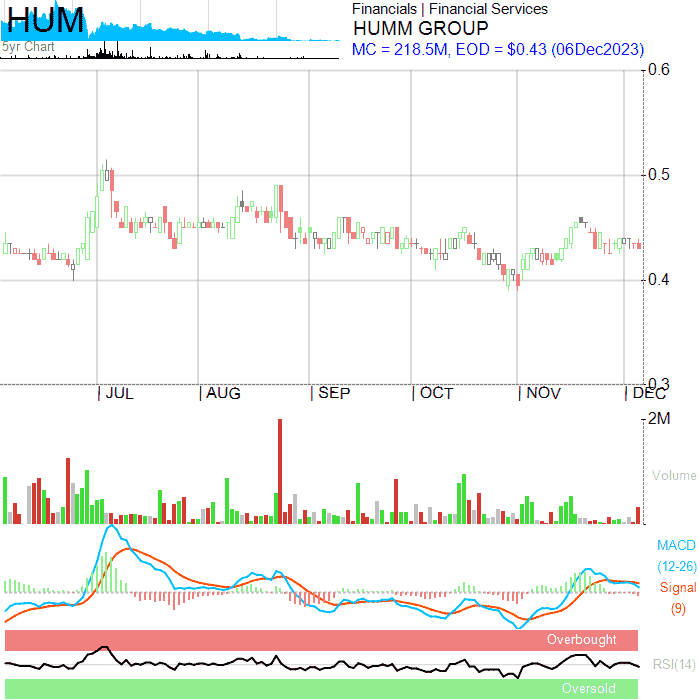 HUM
5yr Chart
Financials | Financial Services
HUMM GROUP
MC = 218.5M, EOD = $0.43 (06Dec2023)
0.6
0.5
0.4
0.3
| JUL | AUG | SEP | OCT | NOV | DEC
2M
Volume
MACD
(12-26)
Signal
(9)
Overbought
RSI(14)
Oversold